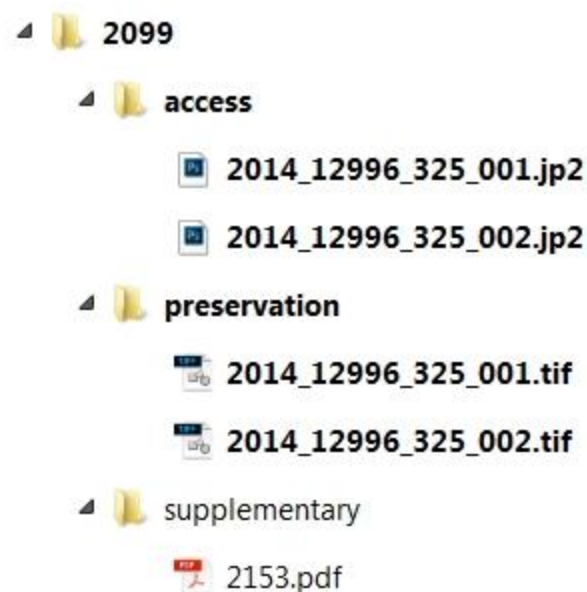 2099
access
2014_12996_325_001.jp2
2014_12996_325_002.jp2
preservation
2014_12996_325_001.tif
2014_12996_325_002.tif
supplementary
2153.pdf